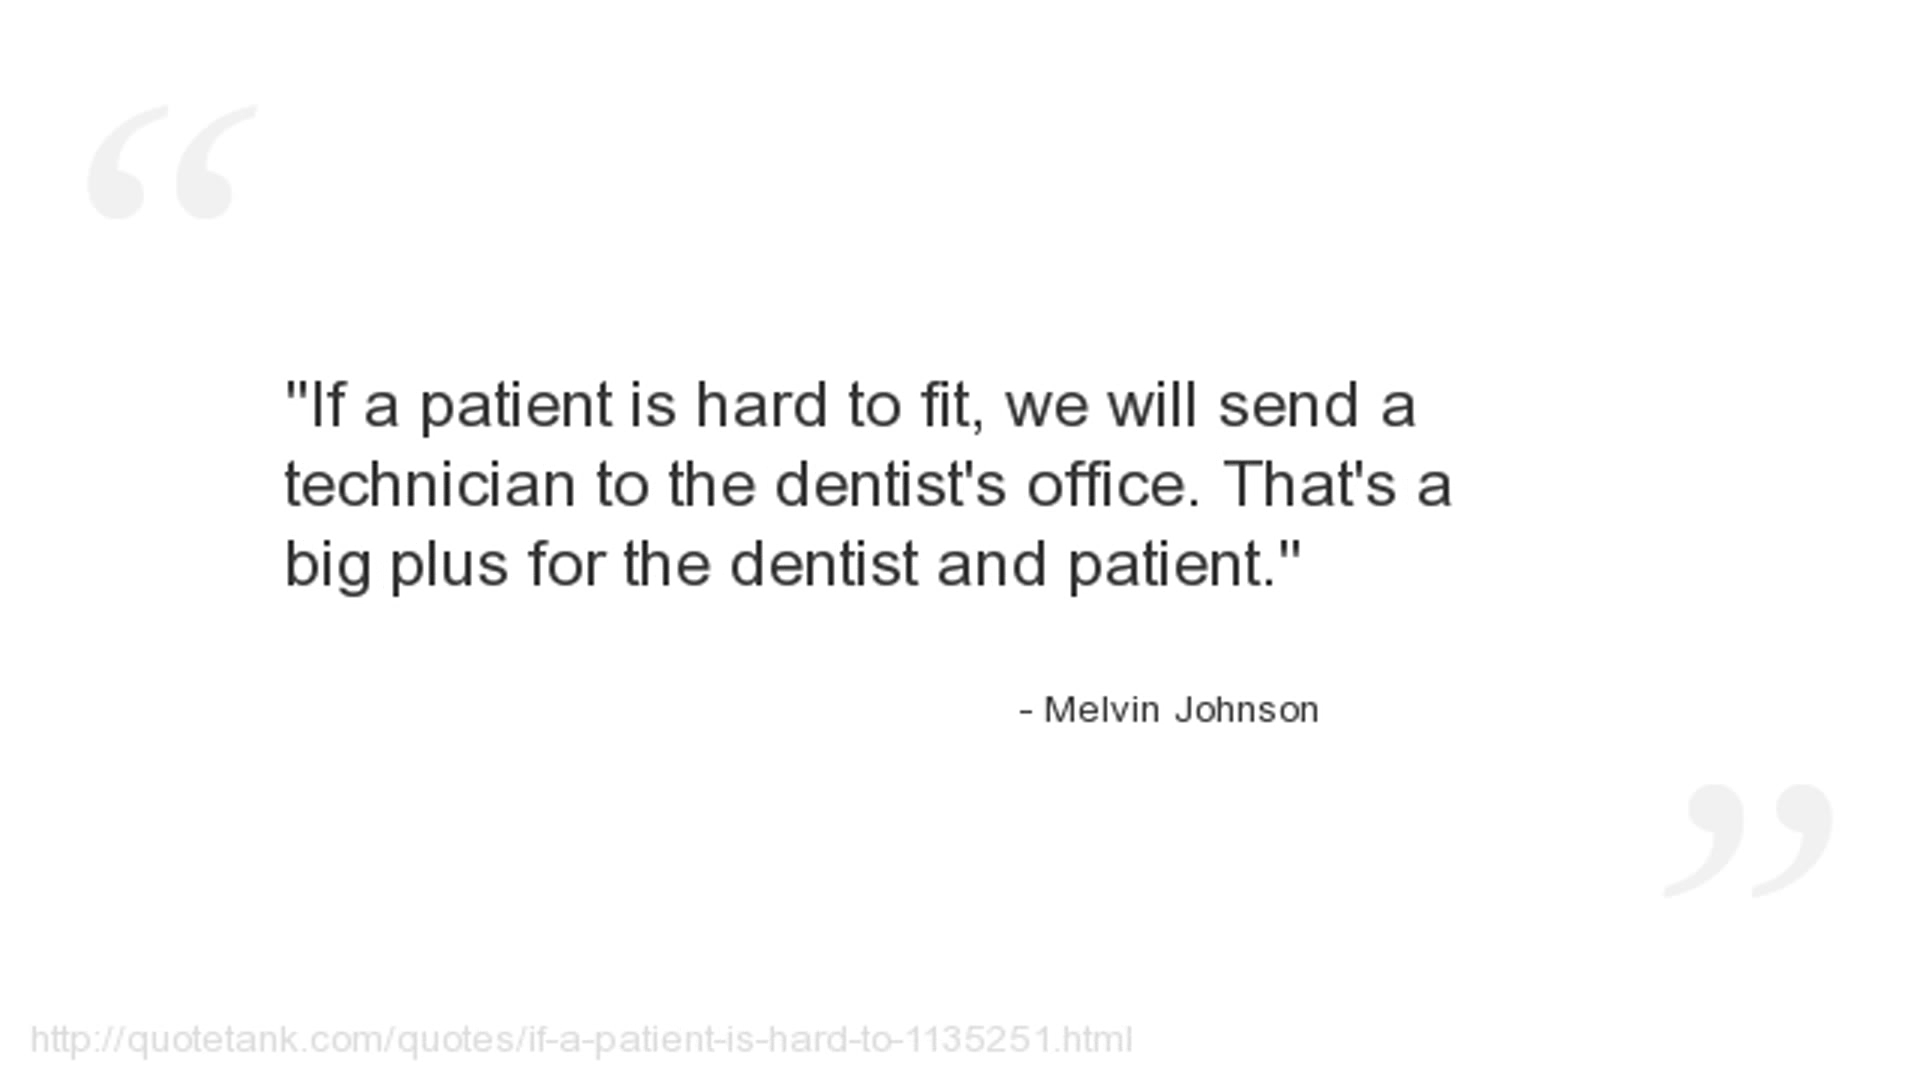 "If a patient is hard to fit, we will send a
technician to the dentist's office. That's a
big plus for the dentist and patient."
- Melvin Johnson
http://quotetank.com/quotes/if-a-patient-is-hard-to-1135251.html